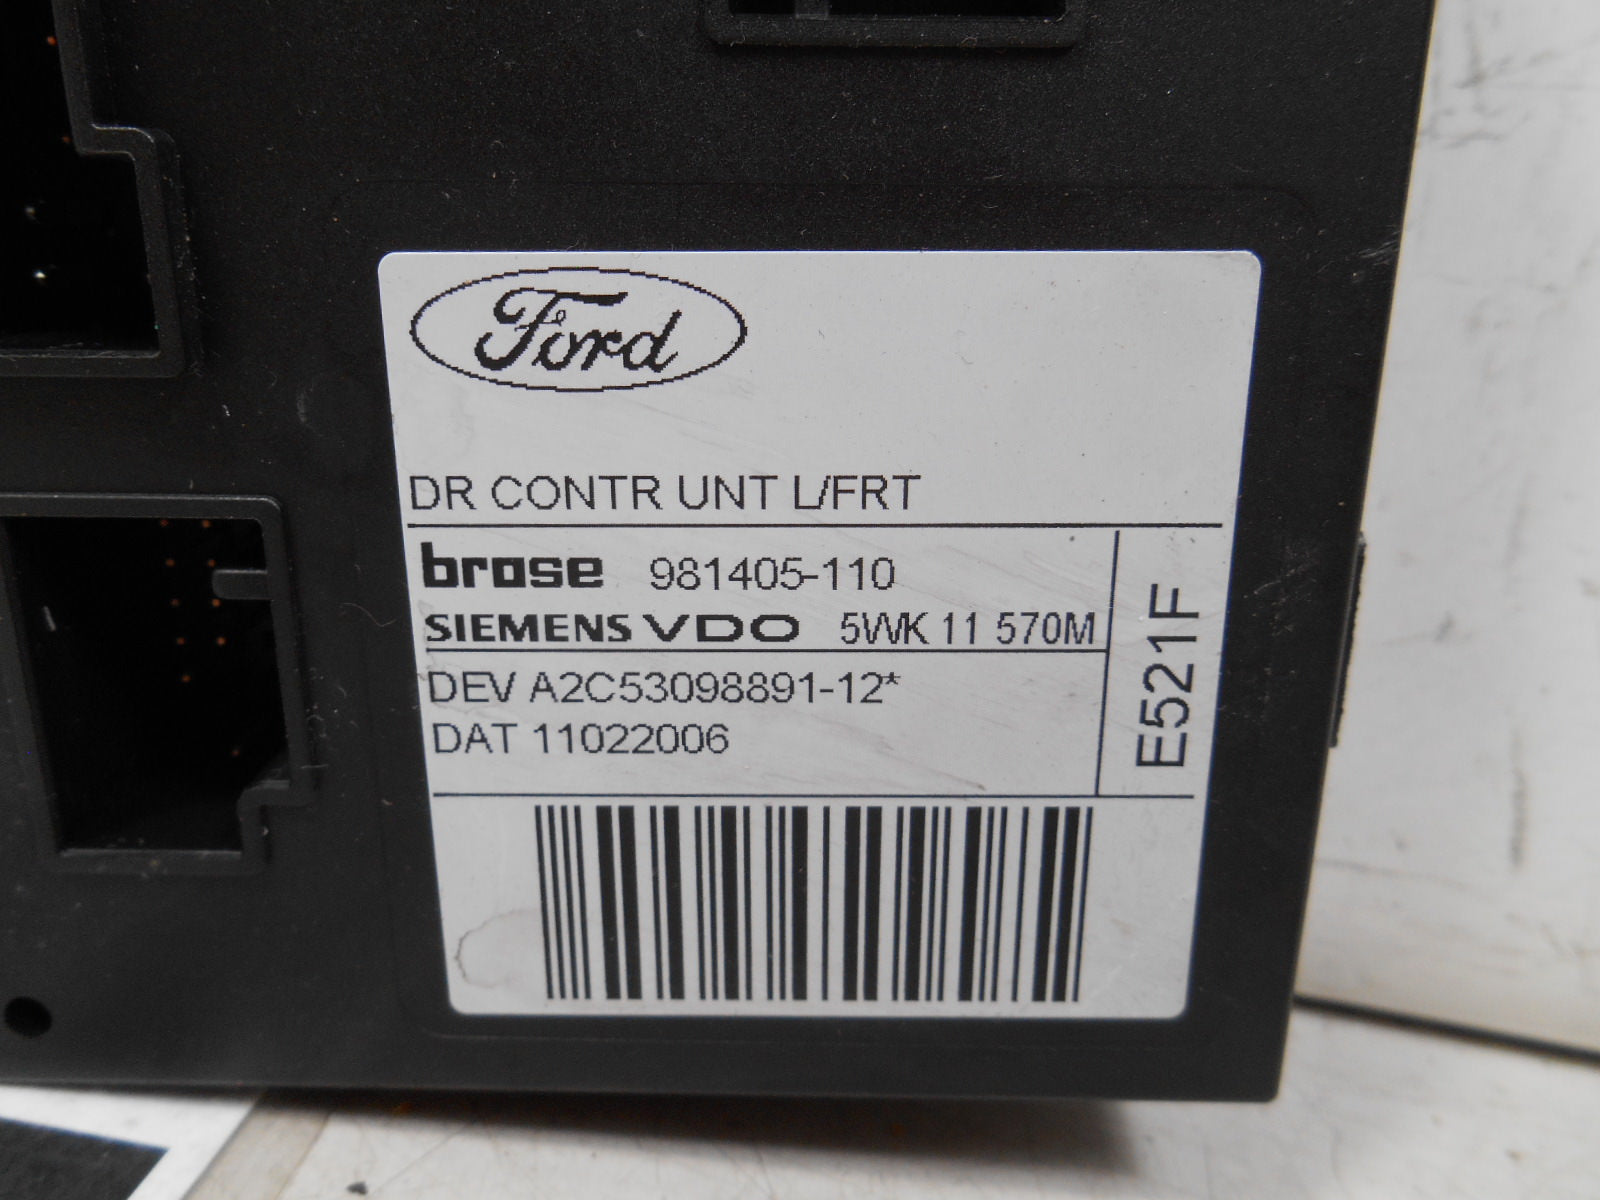 Ford
DR CONTR UNT L/FRT
brose 981405-110
SIEMENS VDO 5WK 11 570M
DEV A2C53098891-12*
DAT 11022006
E521F